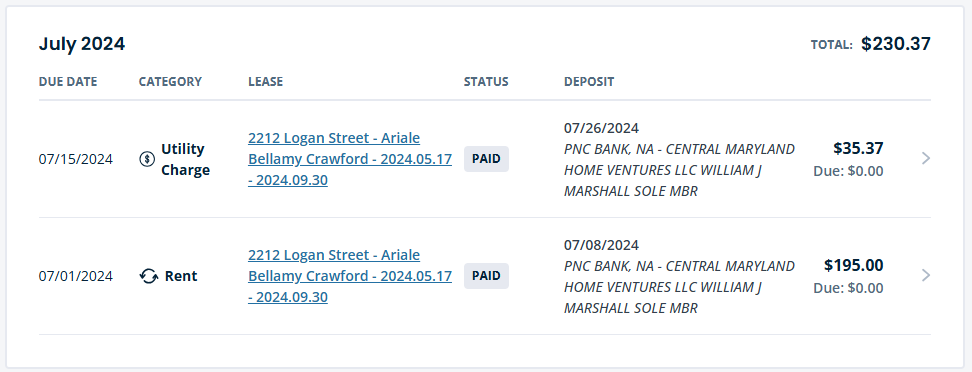 July 2024
TOTAL: $230.37
DUE DATE CATEGORY LEASE STATUS DEPOSIT
07/15/2024
Utility
Charge
2212 Logan Street - Ariale
Bellamy Crawford - 2024.05.17
- 2024.09.30
PAID
07/26/2024
PNC BANK, NA - CENTRAL MARYLAND
HOME VENTURES LLC WILLIAM J
MARSHALL SOLE MBR
$35.37
Due: $0.00
07/01/2024
Rent
2212 Logan Street - Ariale
Bellamy Crawford - 2024.05.17
- 2024.09.30
PAID
07/08/2024
PNC BANK, NA - CENTRAL MARYLAND
HOME VENTURES LLC WILLIAM J
MARSHALL SOLE MBR
$195.00
Due: $0.00